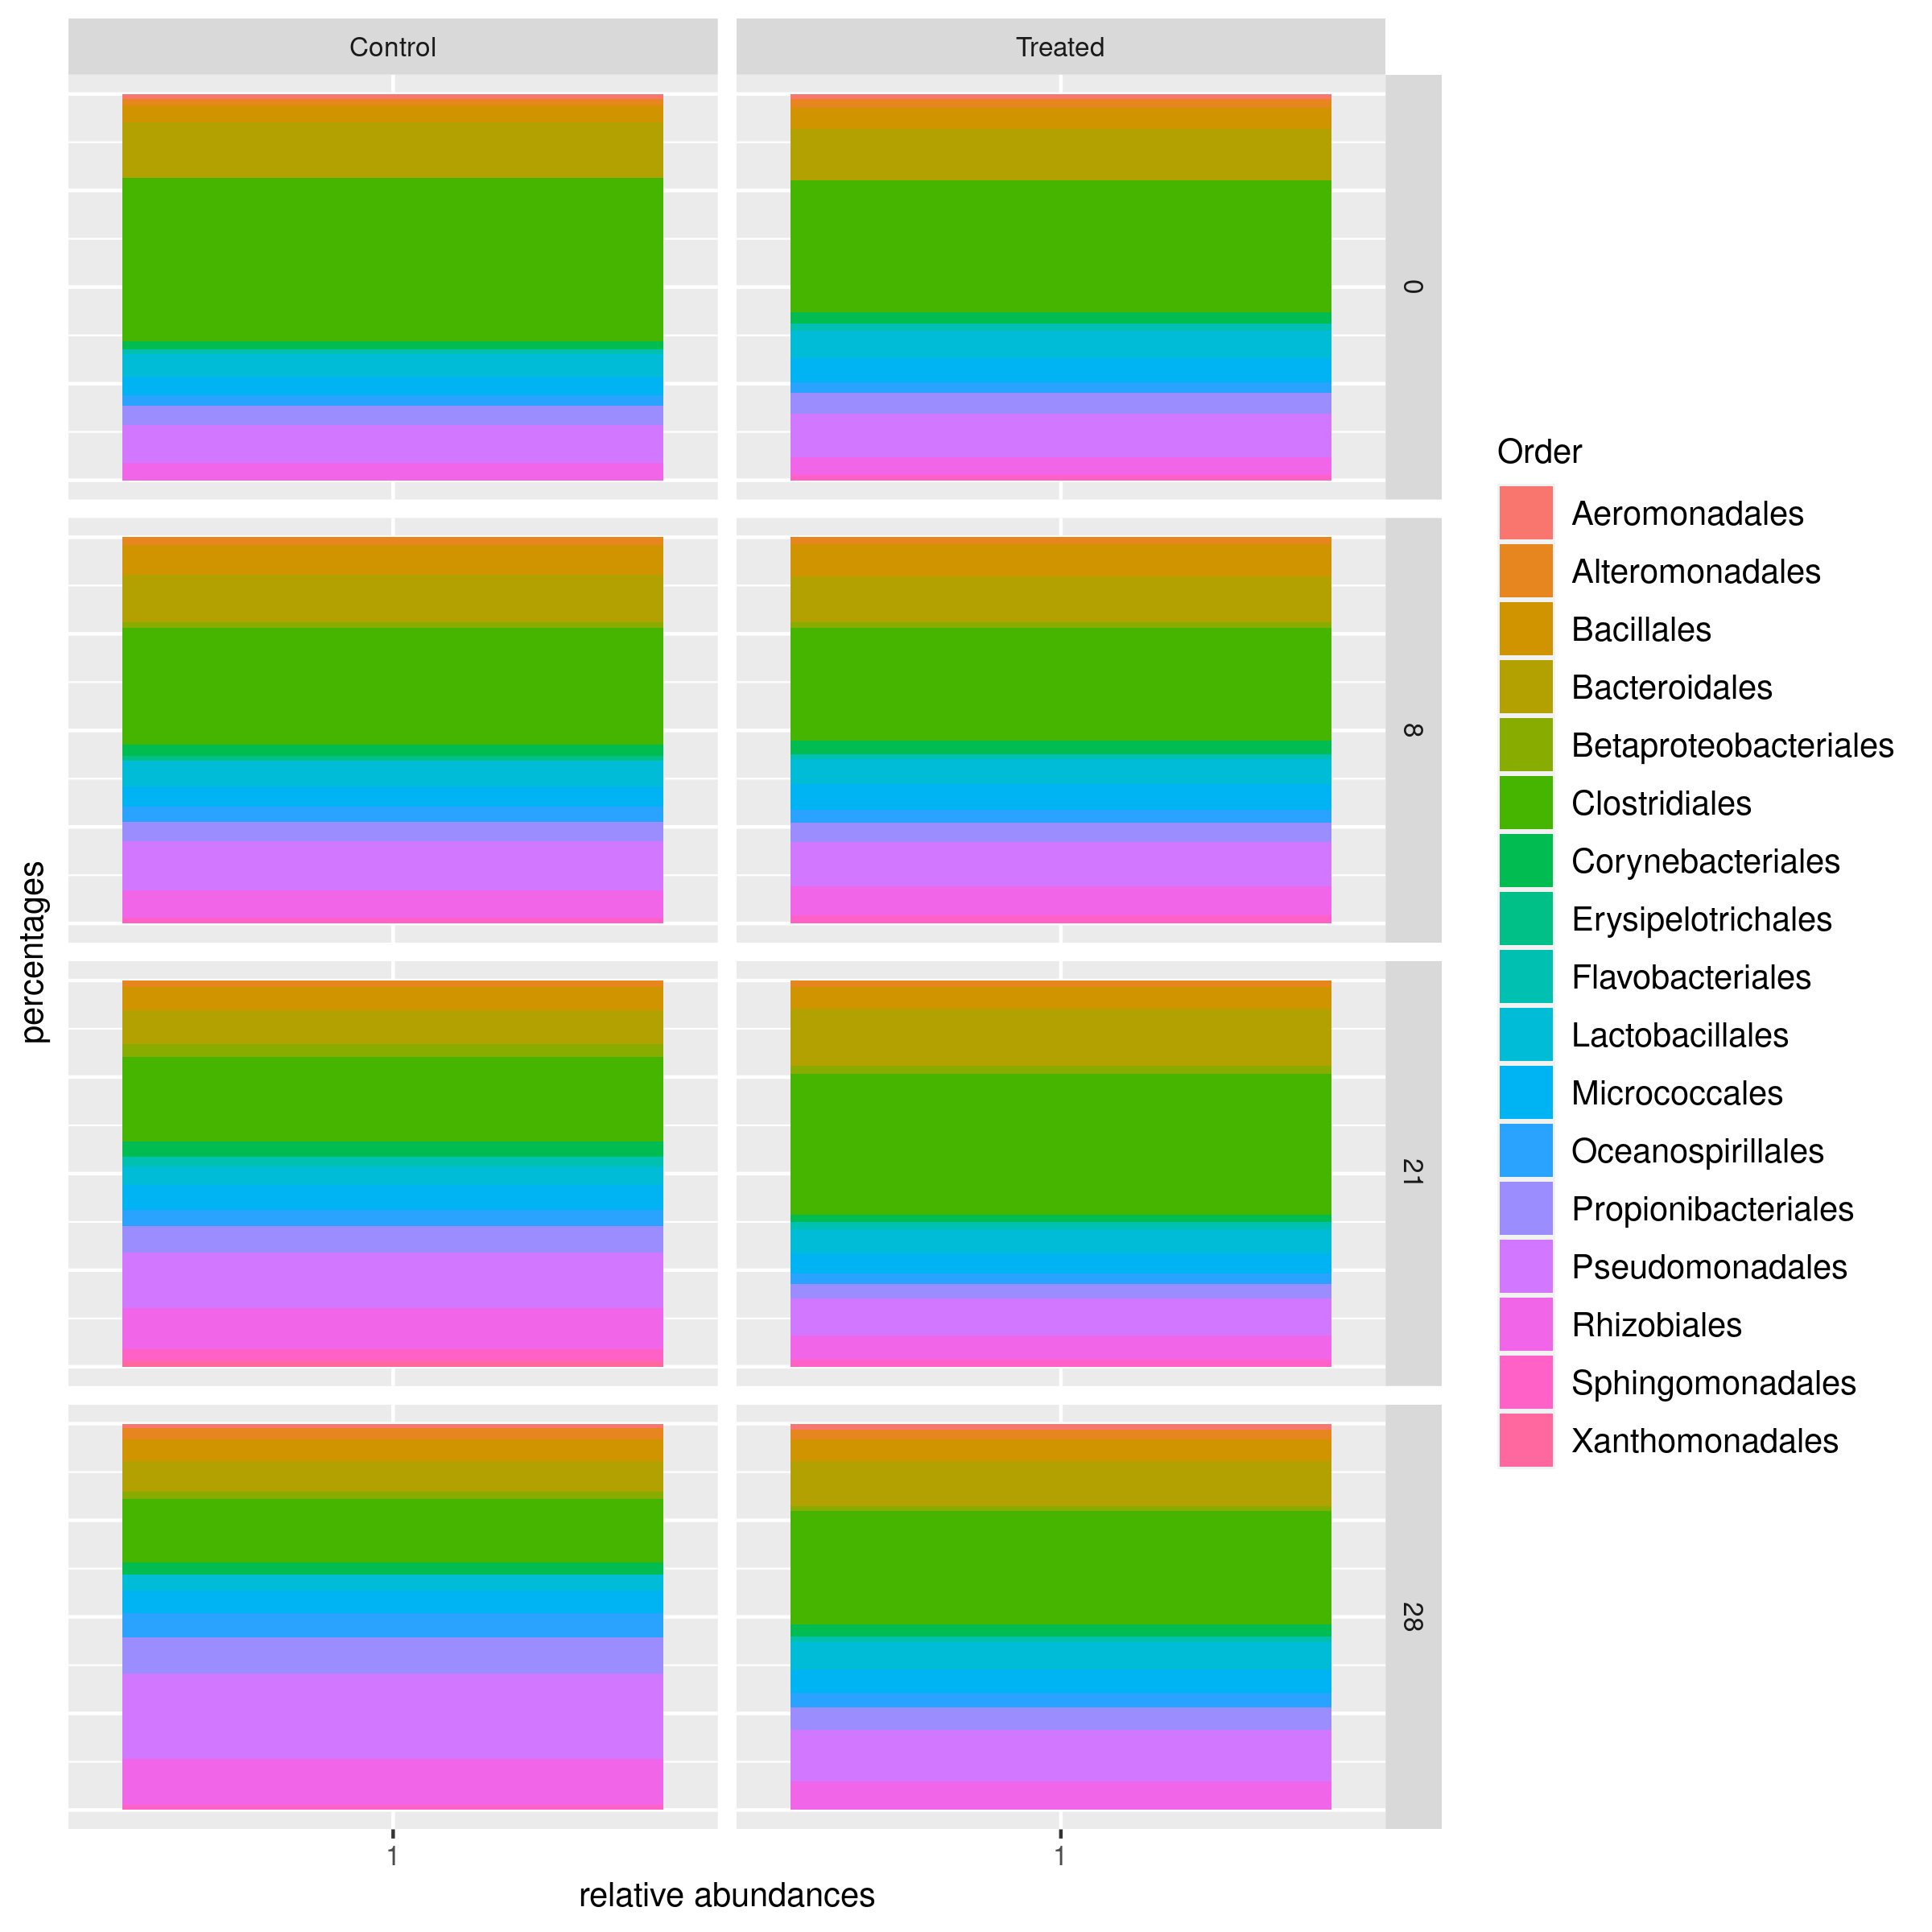 Control
Treated
0
8
21
28
percentages
1
1
relative abundances
Order
Aeromonadales
Alteromonadales
Bacillales
Bacteroidales
Betaproteobacteriales
Clostridiales
Corynebacteriales
Erysipelotrichales
Flavobacteriales
Lactobacillales
Micrococcales
Oceanospirillales
Propionibacteriales
Pseudomonadales
Rhizobiales
Sphingomonadales
Xanthomonadales